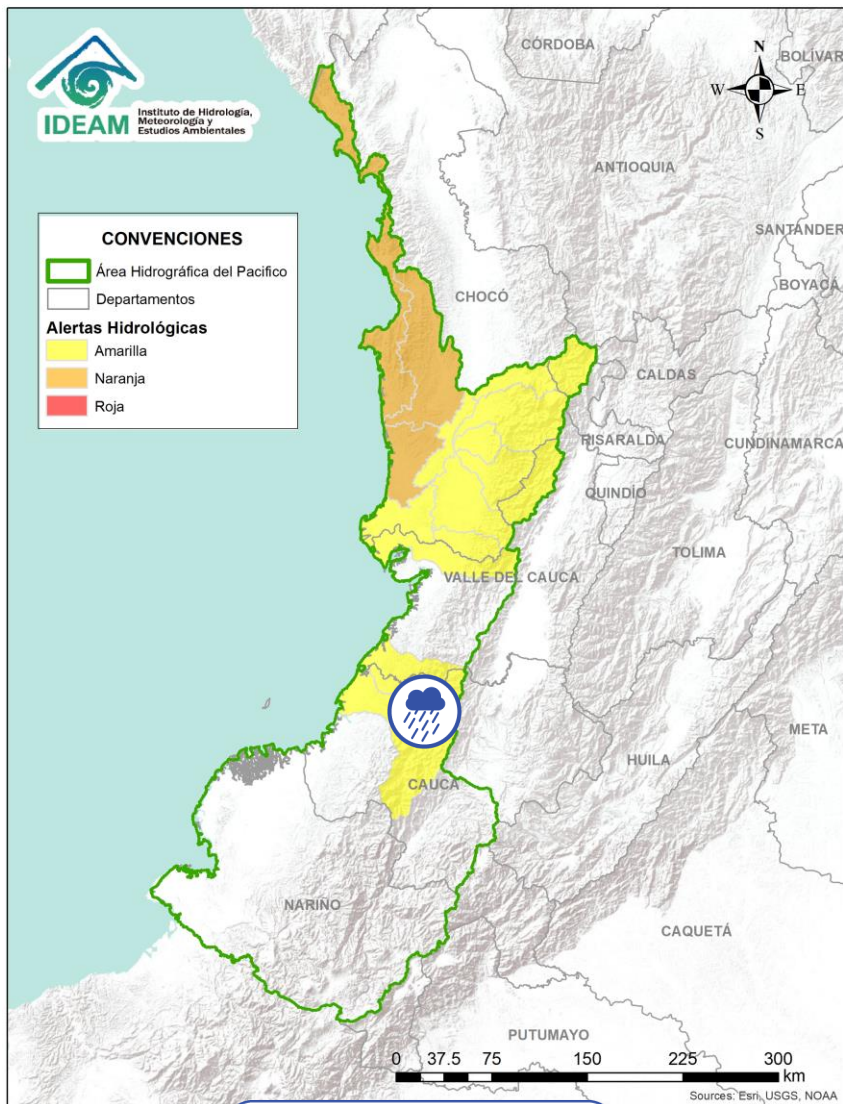 IDEAM
Instituto de Hidrología,
Meteorología y
Estudios Ambientales
CONVENCIONES
Área Hidrográfica del Pacifico
Departamentos
Alertas Hidrológicas
Amarilla
Naranja
Roja
N
W E
S
CÓRDOBA
BOLÍVAR
ANTIOQUIA
SANTANDER
BOYACÁ
CHOCÓ
CALDAS
RISARALDA
CUNDINAMARCA
QUINDÍO
TOLIMA
VALLE DEL CAUCA
META
HUILA
CAUCA
NARIÑO
CAQUETÁ
PUTUMAYO
0 37.5 75 150 225 300
km
Sources: Esri, USGS, NOAA